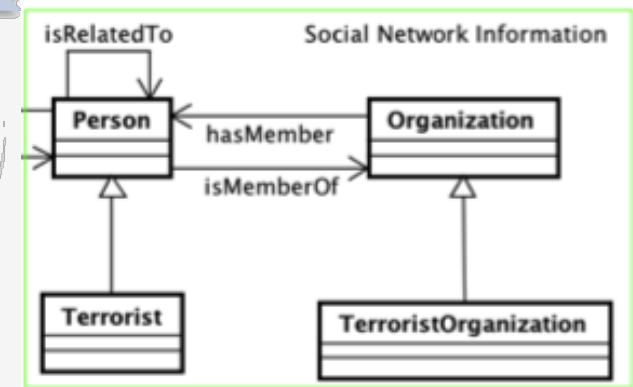 isRelatedTo
Social Network Information
Person
Organization
hasMember
isMemberOf
Terrorist
TerroristOrganization